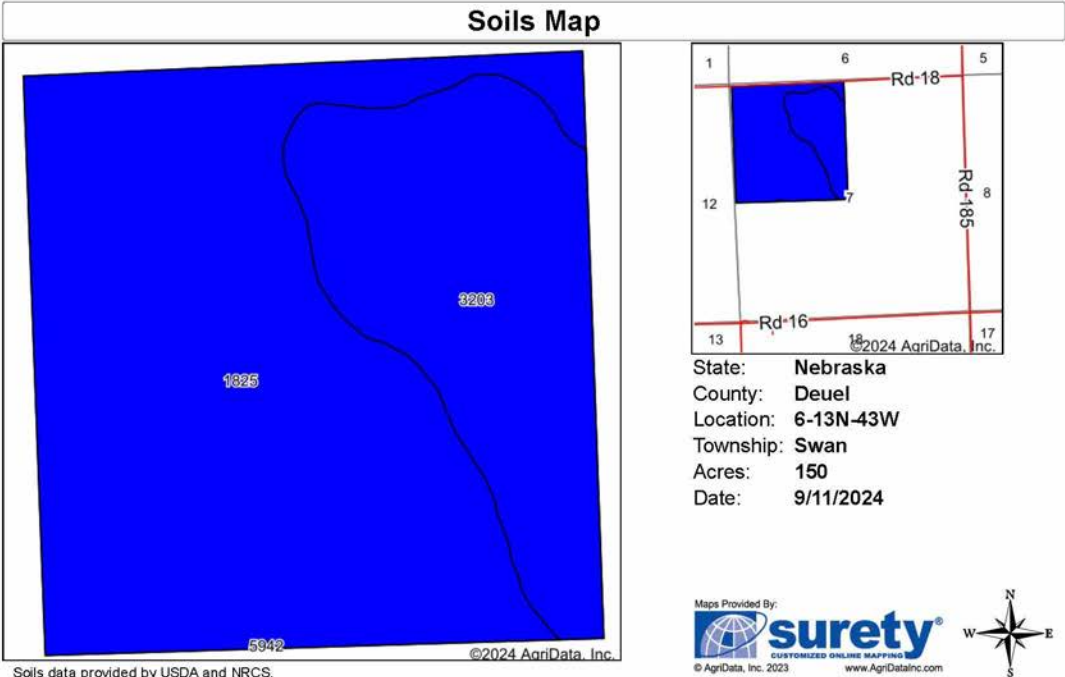 Soils Map
3203
1825
5942
©2024 AgriData, Inc.
Soils data provided by USDA and NRCS.
1
6
5
Rd 18
12
7
Rd 185
8
Rd 16
13
18
17
©2024 AgriData, Inc.
State: Nebraska
County: Deuel
Location: 6-13N-43W
Township: Swan
Acres: 150
Date: 9/11/2024
Maps Provided By:
surety®
CUSTOMIZED ONLINE MAPPING
© AgriData, Inc. 2023 www.AgriDataInc.com
N
W E
S